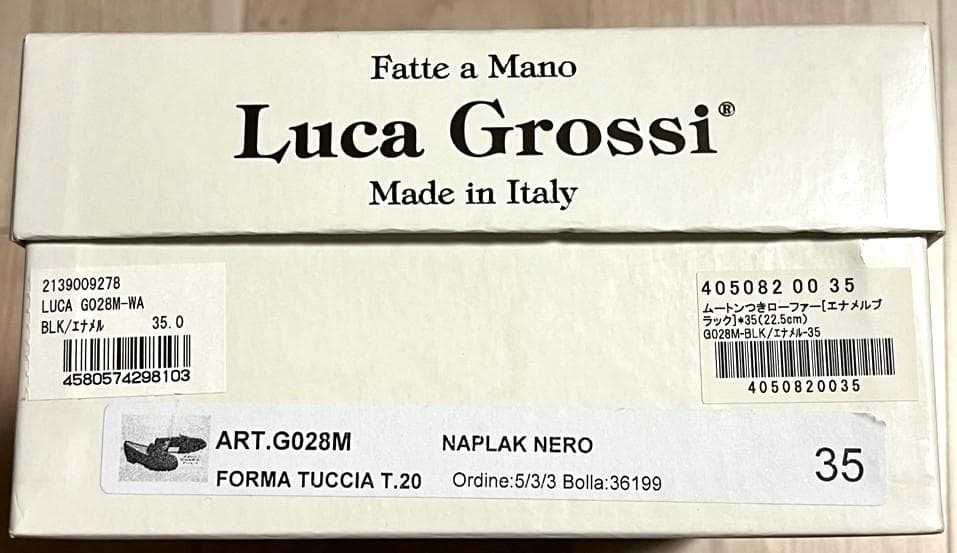 Fatte a Mano
Luca Grossi®
Made in Italy
2139009278
LUCA G028M-WA
BLK/エナメル 35.0
4580574298103
405082 00 35
ムートンつきローファー[エナメルブ
ラック]*35(22.5cm)
G028M-BLK/エナメル-35
4050820035
ART.G028M NAPLAK NERO
FORMA TUCCIA T.20 Ordine:5/3/3 Bolla:36199
35